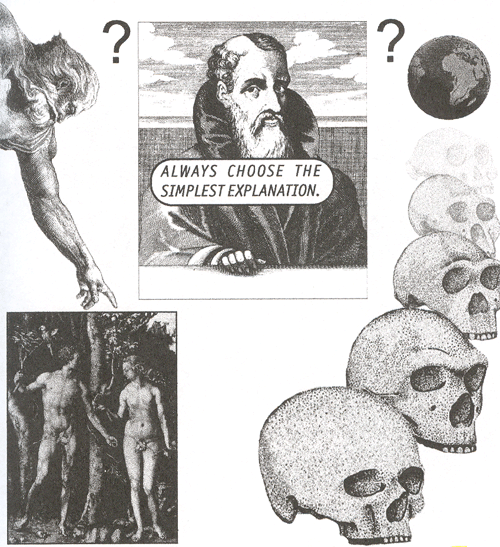 ? ?
ALWAYS CHOOSE THE
SIMPLEST EXPLANATION.